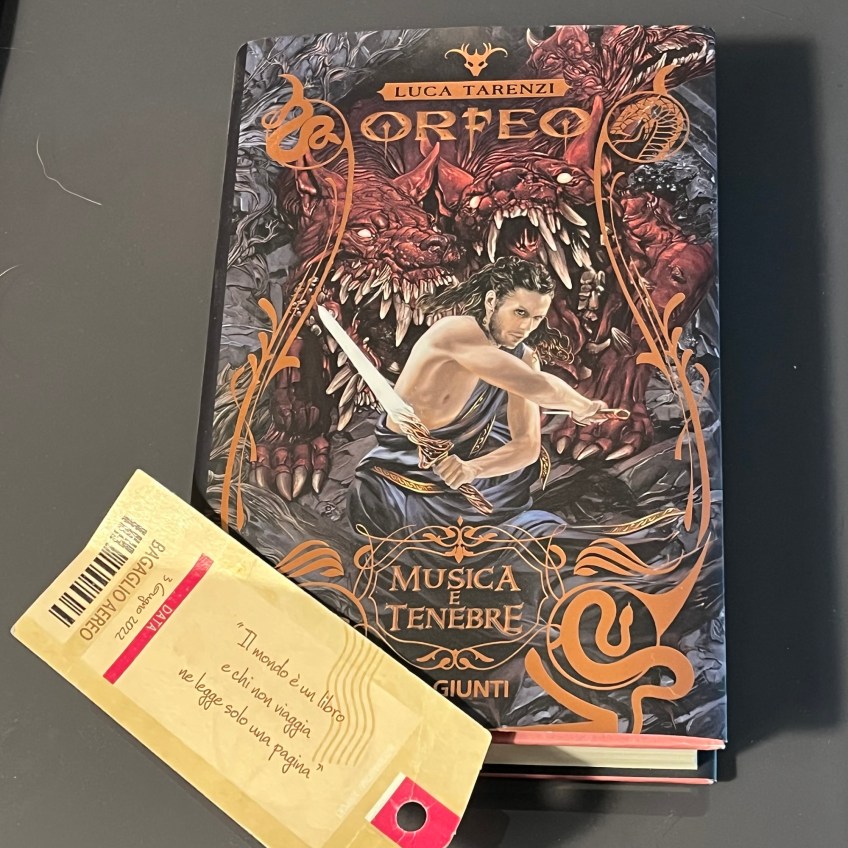 LUCA TARENZI
ORFEO
MUSICA
E
TENEBRE
GIUNTI
BAGAGLIO AEREO
3 Giugno 2022
DATA
"Il mondo è un libro
e chi non viaggia
ne legge solo una pagina"